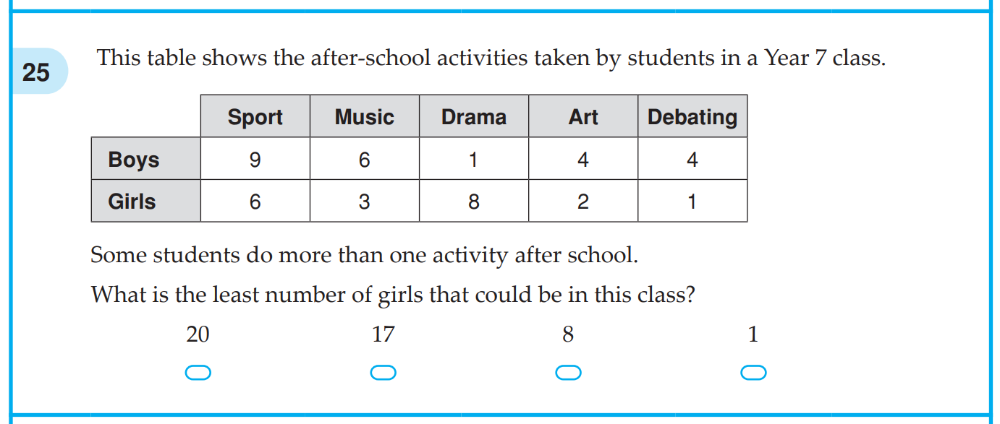 25
This table shows the after-school activities taken by students in a Year 7 class.
Sport Music Drama Art Debating
Boys 9 6 1 4 4
Girls 6 3 8 2 1
Some students do more than one activity after school.
What is the least number of girls that could be in this class?
20 17 8 1